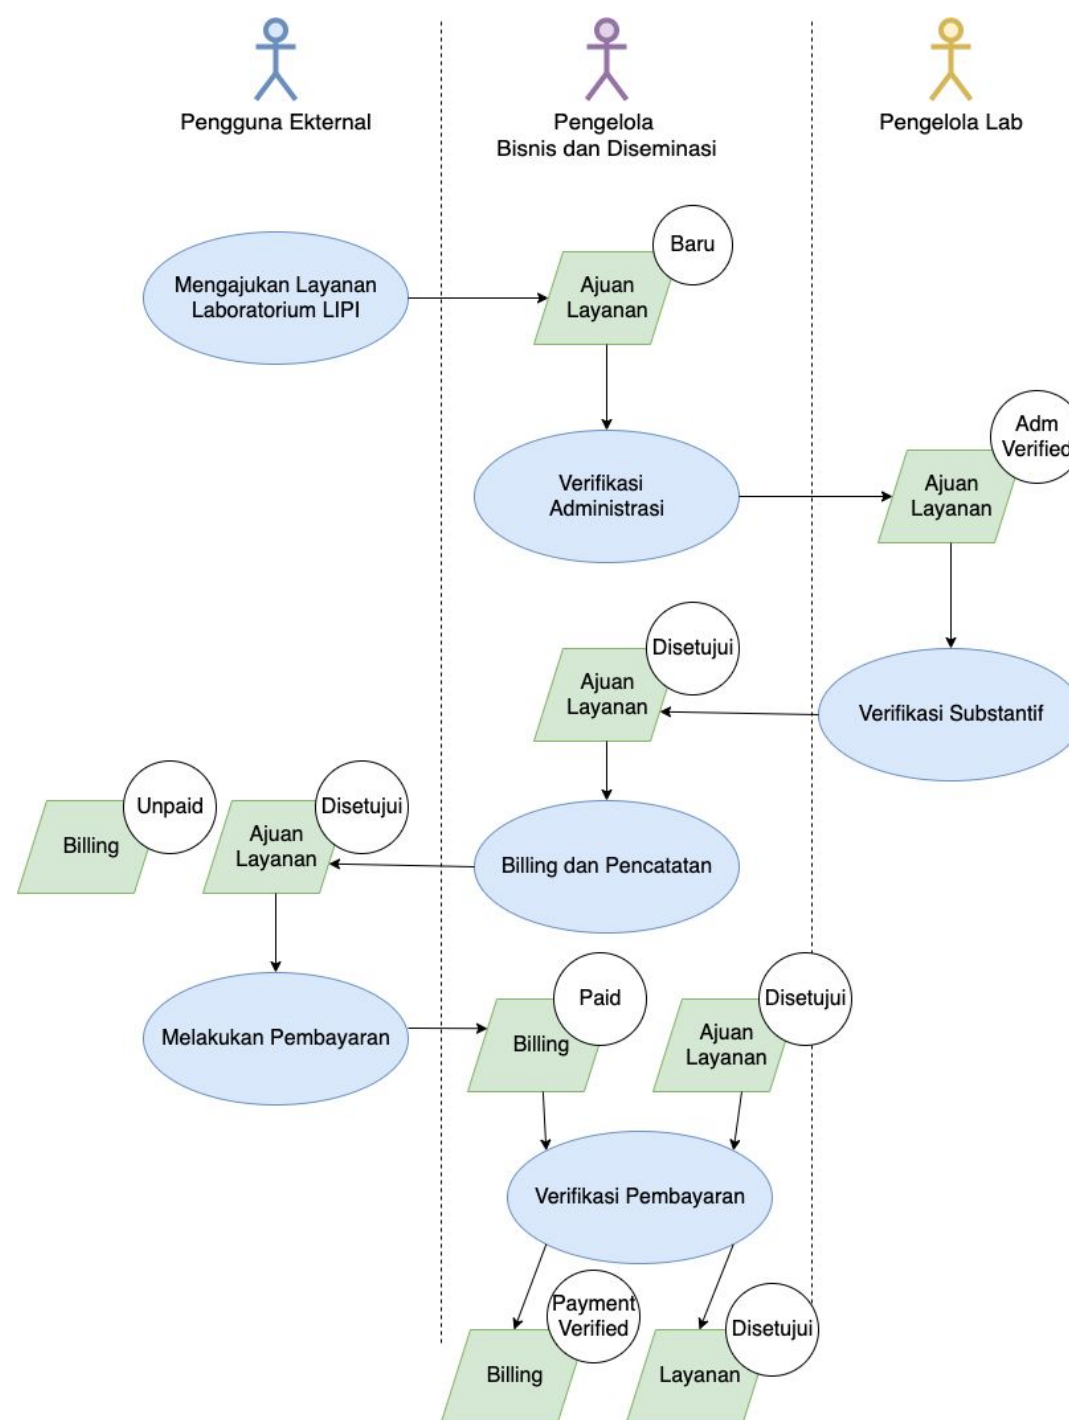 Pengguna Ekternal
Pengelola
Bisnis dan Diseminasi
Pengelola Lab
Baru
Mengajukan Layanan
Laboratorium LIPI
Ajuan
Layanan
Adm
Verified
Verifikasi
Administrasi
Ajuan
Layanan
Disetujui
Ajuan
Layanan
Verifikasi Substantif
Unpaid
Billing
Disetujui
Ajuan
Layanan
Billing dan Pencatatan
Paid
Billing
Disetujui
Ajuan
Layanan
Melakukan Pembayaran
Verifikasi Pembayaran
Payment
Verified
Billing
Disetujui
Layanan